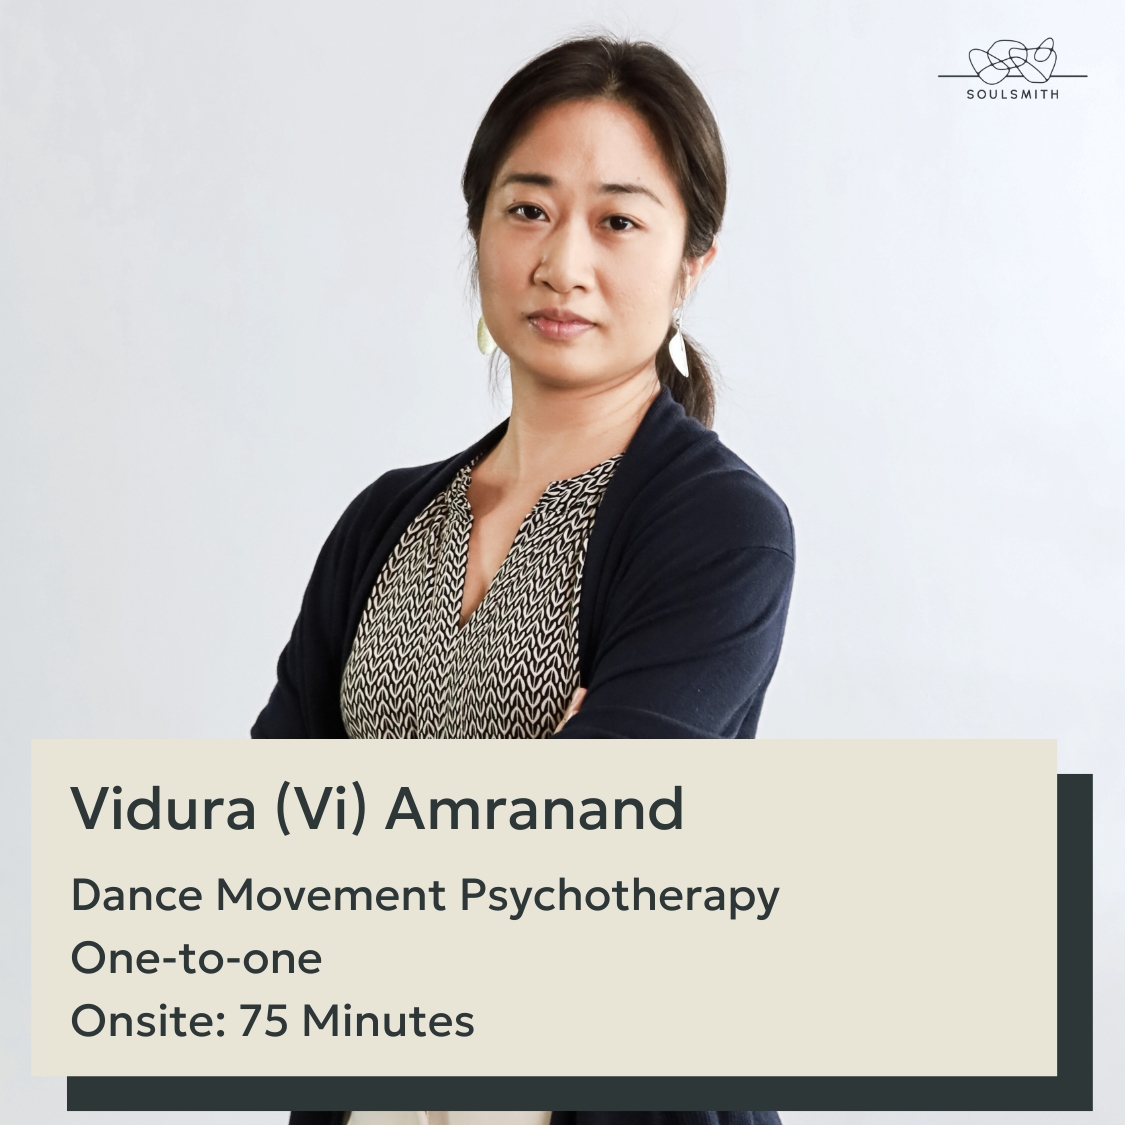 SOULSMITH
Vidura (Vi) Amranand
Dance Movement Psychotherapy
One-to-one
Onsite: 75 Minutes